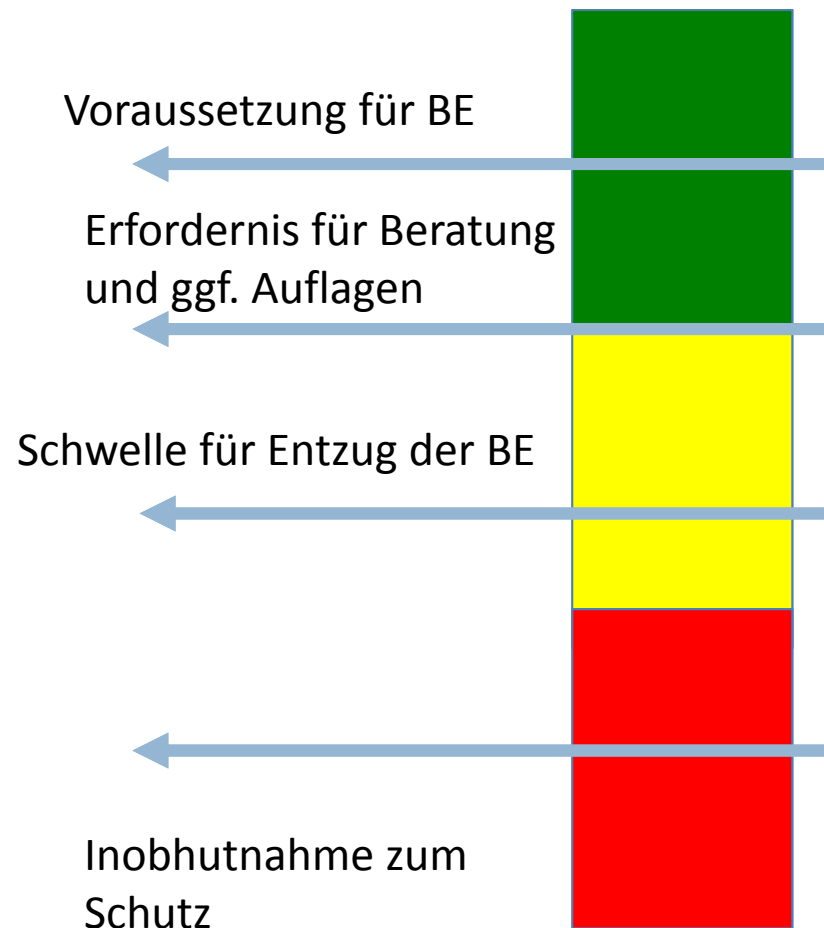 Voraussetzung für BE
Erfordernis für Beratung
und ggf. Auflagen
Schwelle für Entzug der BE
Inobhutnahme zum
Schutz